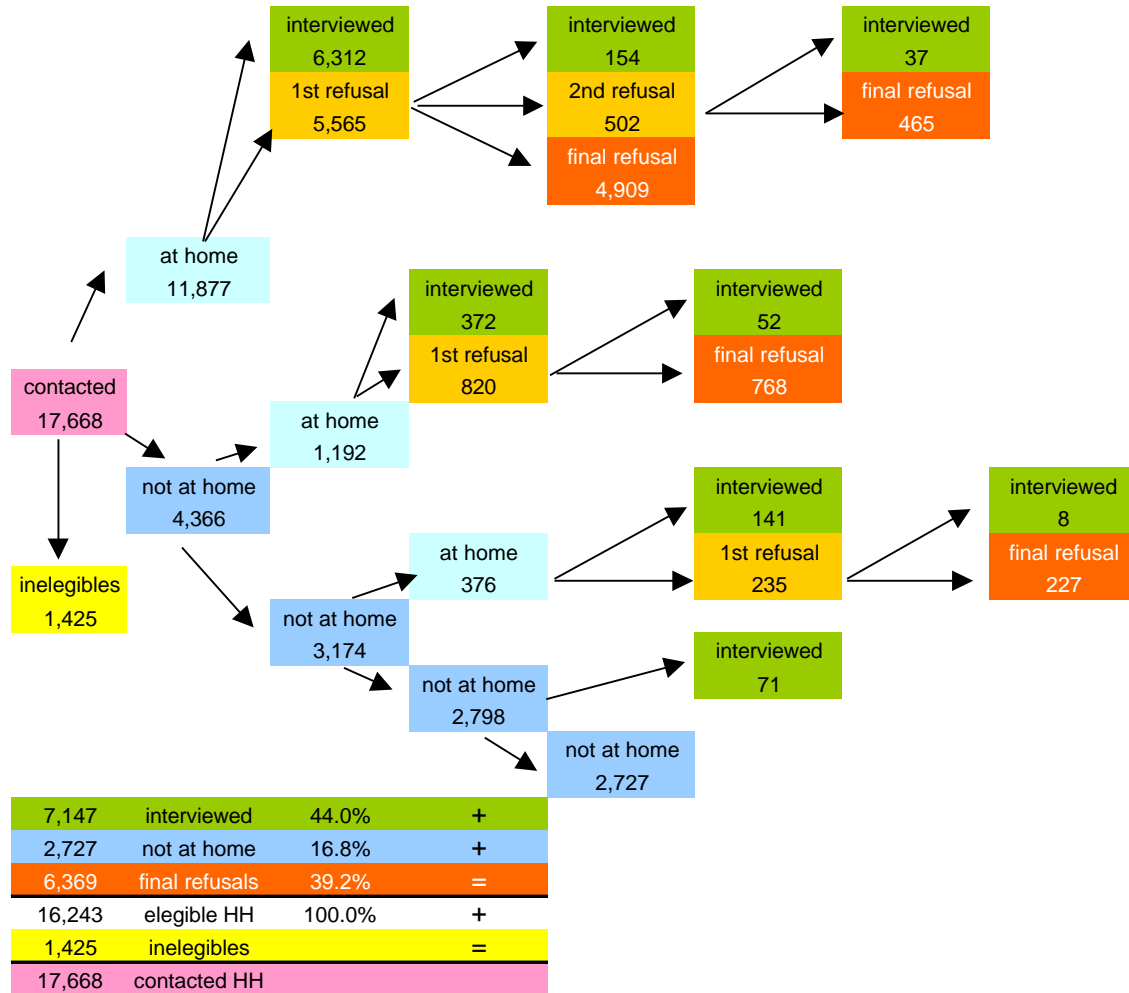 interviewed
6,312
1st refusal
5,565
interviewed
154
2nd refusal
502
final refusal
4,909
interviewed
37
final refusal
465
at home
11,877
interviewed
372
1st refusal
820
interviewed
52
final refusal
768
contacted
17,668
at home
1,192
not at home
4,366
interviewed
141
1st refusal
235
interviewed
8
final refusal
227
at home
376
inelegibles
1,425
not at home
3,174
interviewed
71
not at home
2,798
not at home
2,727
7,147 interviewed 44.0% +
2,727 not at home 16.8% +
6,369 final refusals 39.2% =
16,243 elegible HH 100.0% +
1,425 inelegibles =
17,668 contacted HH